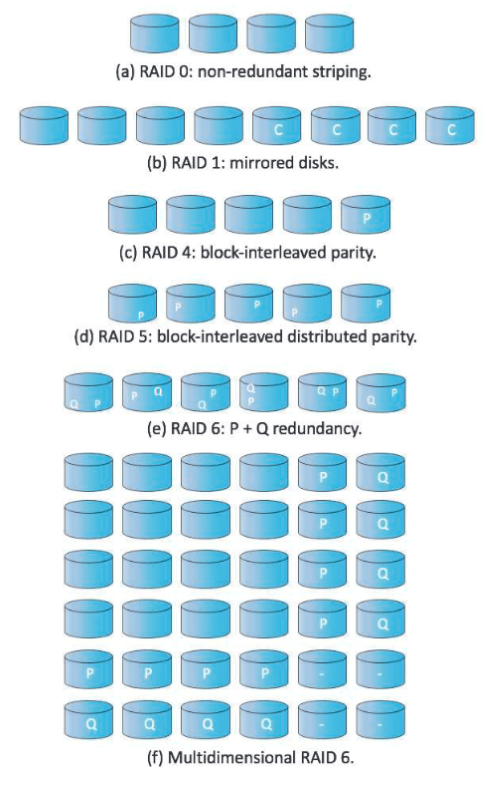 (a) RAID 0: non-redundant striping.
C C C C
(b) RAID 1: mirrored disks.
P
(c) RAID 4: block-interleaved parity.
P P P P P
(d) RAID 5: block-interleaved distributed parity.
Q P P Q Q P Q P Q P Q P
(e) RAID 6: P + Q redundancy.
P Q
P Q
P Q
P Q
P P P P - -
Q Q Q Q - -
(f) Multidimensional RAID 6.